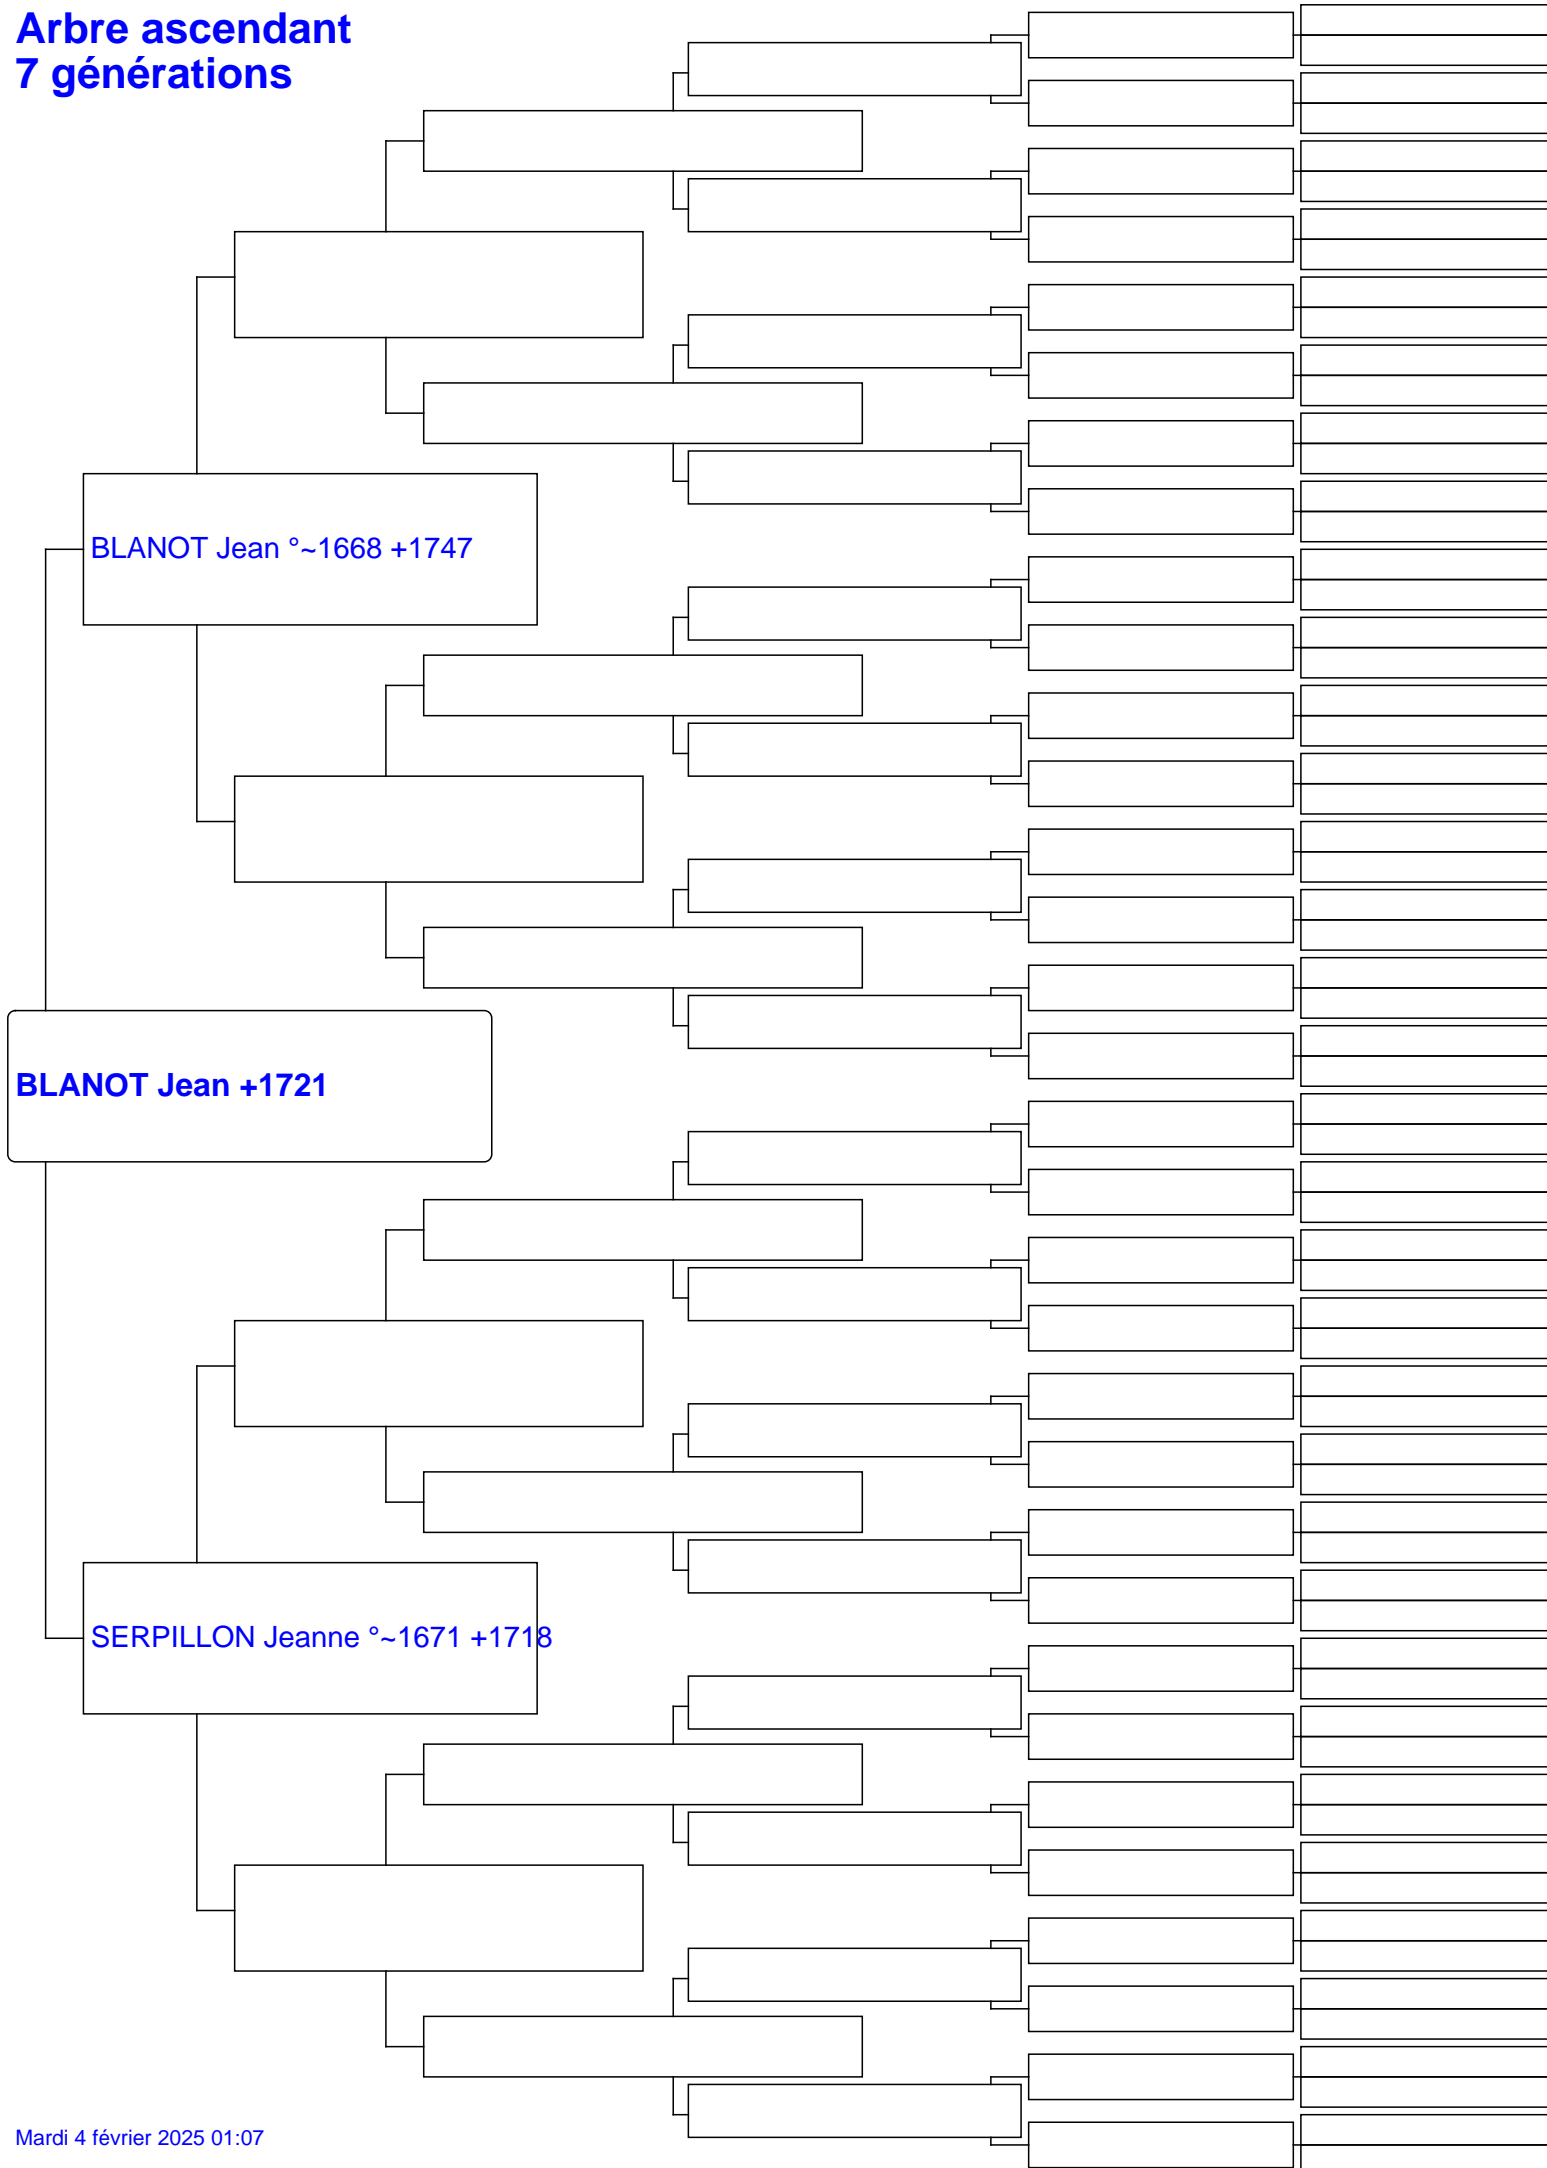 Arbre ascendant
7 générations
BLANOT Jean °~1668 +1747
BLANOT Jean +1721
SERPILLON Jeanne °~1671 +1718
Mardi 4 février 2025 01:07